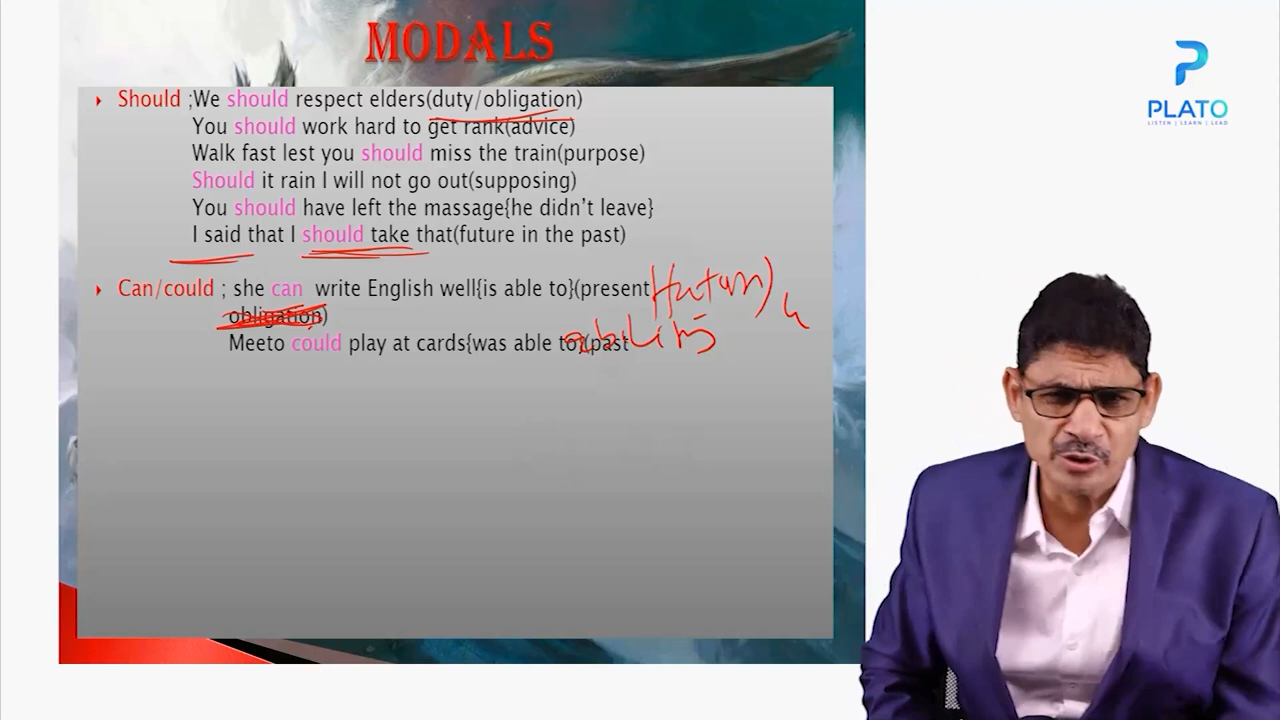 MODALS
Should ;We should respect elders(duty/obligation)
You should work hard to get rank(advice)
Walk fast lest you should miss the train(purpose)
Should it rain I will not go out(supposing)
You should have left the massage{he didn't leave}
I said that I should take that(future in the past)
Can/could ; she can write English well{is able to}(present
obligation)
ability
Meeto could play at cards{was able to}(past
PLATO
LISTEN | LEARN | LEAD